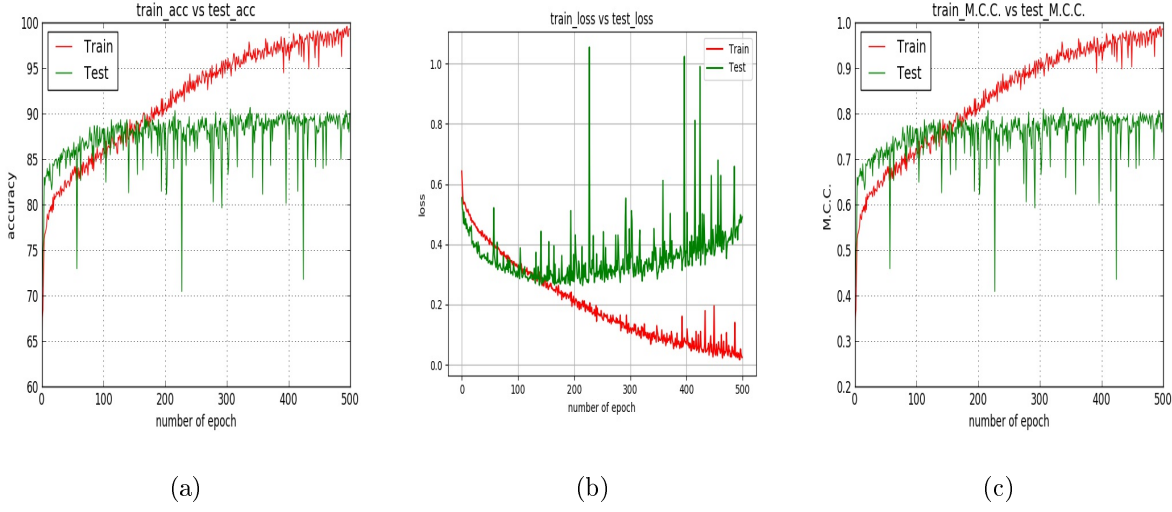 train_acc vs test_acc
100
95
90
85
80
75
70
65
60
accuracy
Train
Test
0 100 200 300 400 500
number of epoch
(a)
train_loss vs test_loss
1.0
0.8
0.6
0.4
0.2
0.0
loss
Train
Test
0 100 200 300 400 500
number of epoch
(b)
train_M.C.C. vs test_M.C.C.
1.0
0.9
0.8
0.7
0.6
0.5
0.4
0.3
0.2
M.C.C.
Train
Test
0 100 200 300 400 500
number of epoch
(c)